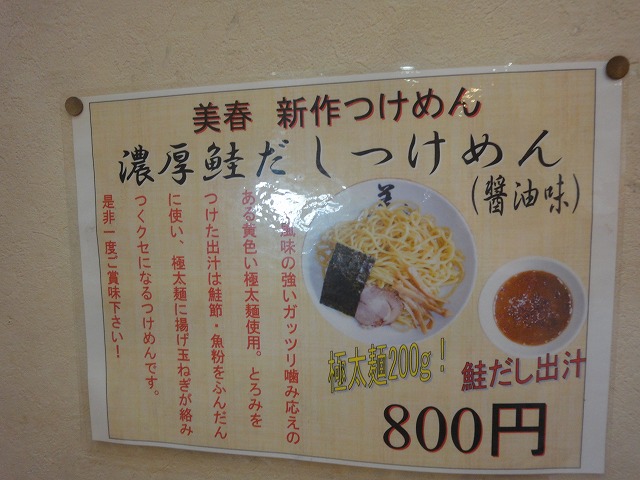 美春 新作つけめん
濃厚鮭だしつけめん
(醤油味)
風味の強いガッツリ噛み応えの
ある黄色い極太麺使用。とろみを
つけた出汁は鮭節・魚粉をふんだん
に使い、極太麺に揚げ玉ねぎが絡み
つくクセになるつけめんです。
是非一度ご賞味下さい！
極太麺200g！
鮭だし出汁
800円